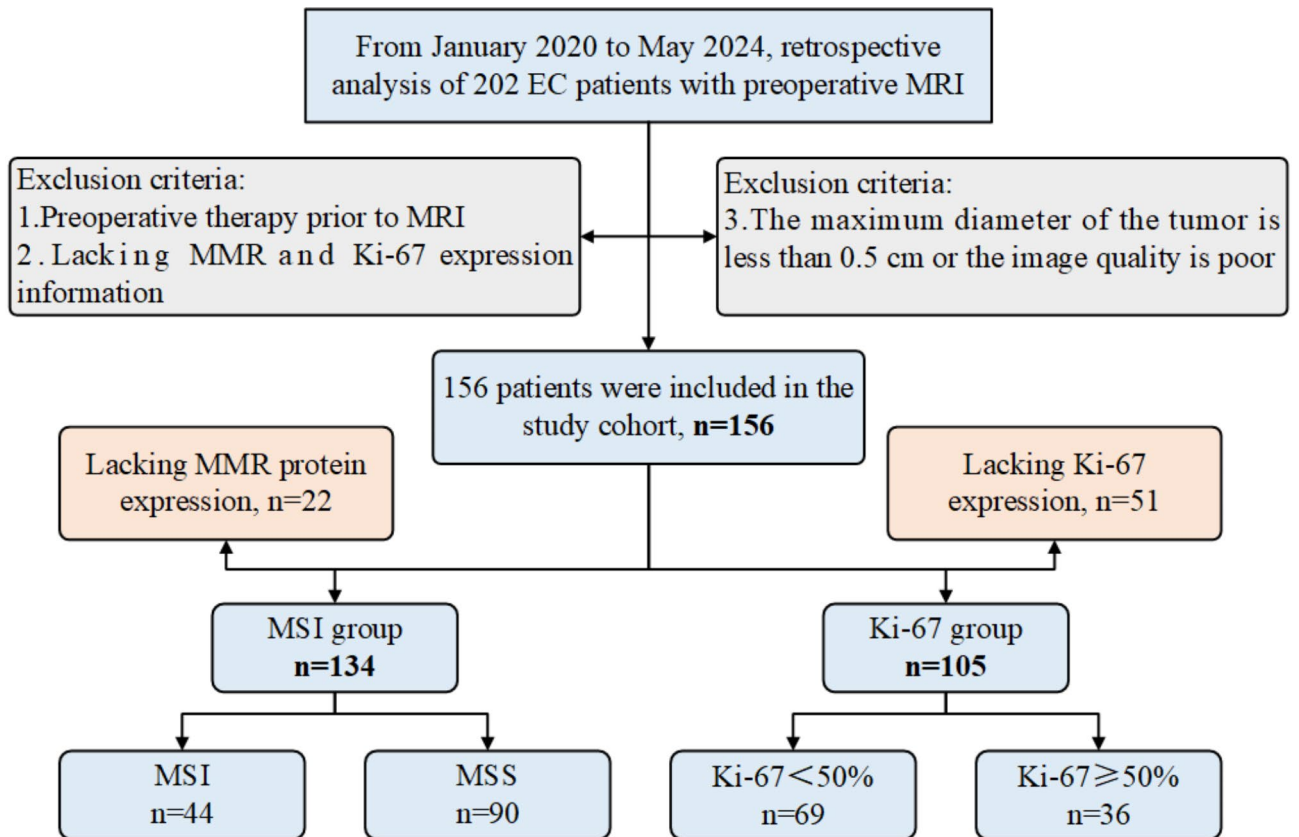 From January 2020 to May 2024, retrospective
analysis of 202 EC patients with preoperative MRI
Exclusion criteria:
1.Preoperative therapy prior to MRI
2.Lacking MMR and Ki-67 expression
information
Exclusion criteria:
3.The maximum diameter of the tumor is
less than 0.5 cm or the image quality is poor
156 patients were included in the
study cohort, n=156
Lacking MMR protein
expression, n=22
Lacking Ki-67
expression, n=51
MSI group
n=134
Ki-67 group
n=105
MSI
n=44
MSS
n=90
Ki-67<50%
n=69
Ki-67≥50%
n=36